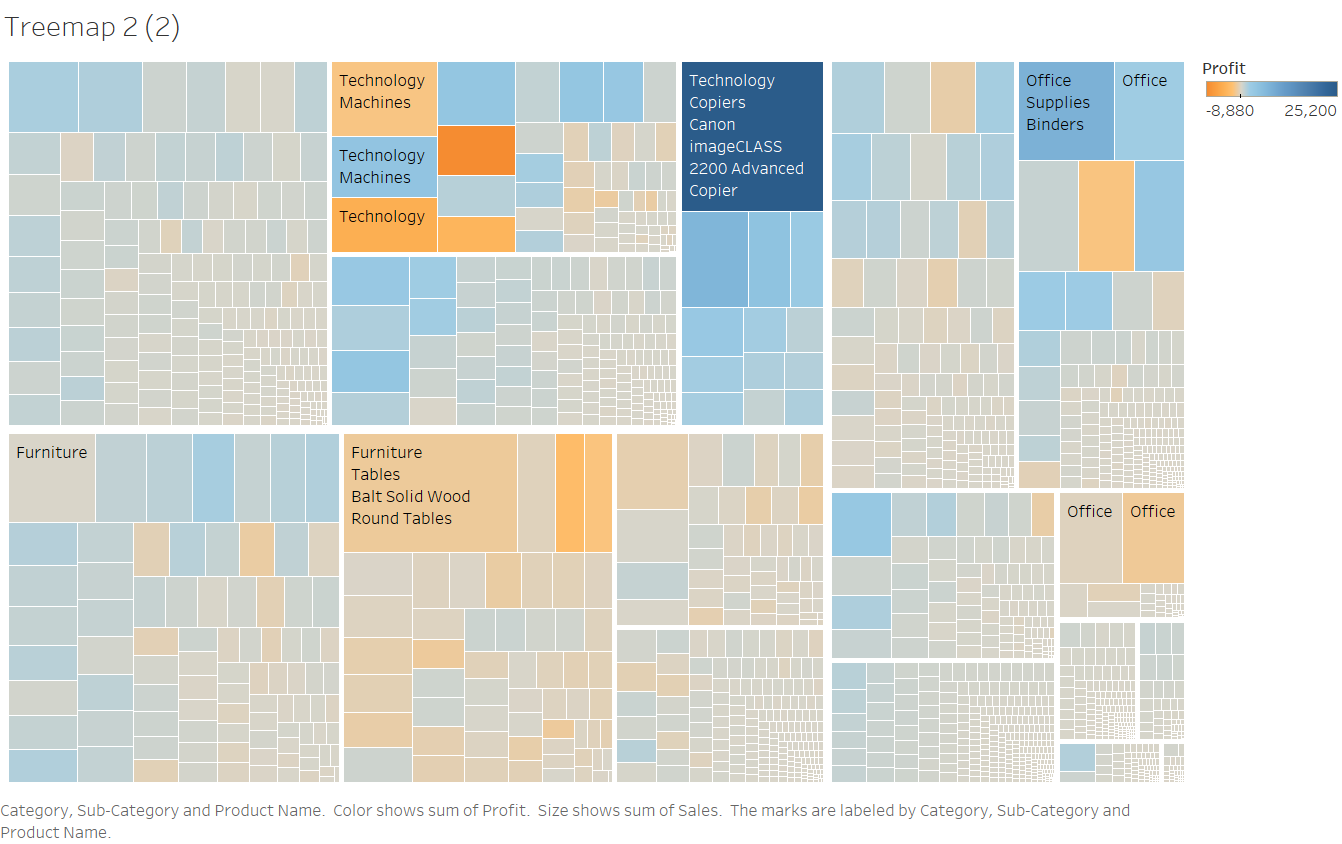 Treemap 2 (2)
Technology
Machines
Technology
Machines
Technology
Technology
Copiers
Canon
imageCLASS
2200 Advanced
Copier
Office
Supplies
Binders
Office
Profit
-8,880 25,200
Furniture
Furniture
Tables
Balt Solid Wood
Round Tables
Office
Office
Category, Sub-Category and Product Name.  Color shows sum of Profit.  Size shows sum of Sales.  The marks are labeled by Category, Sub-Category and
Product Name.